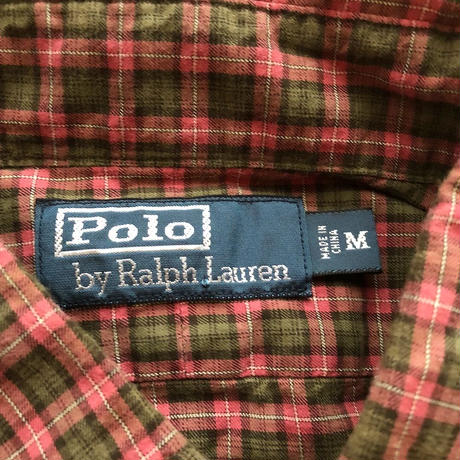 Polo
by Ralph Lauren
MADE IN
CHINA
M